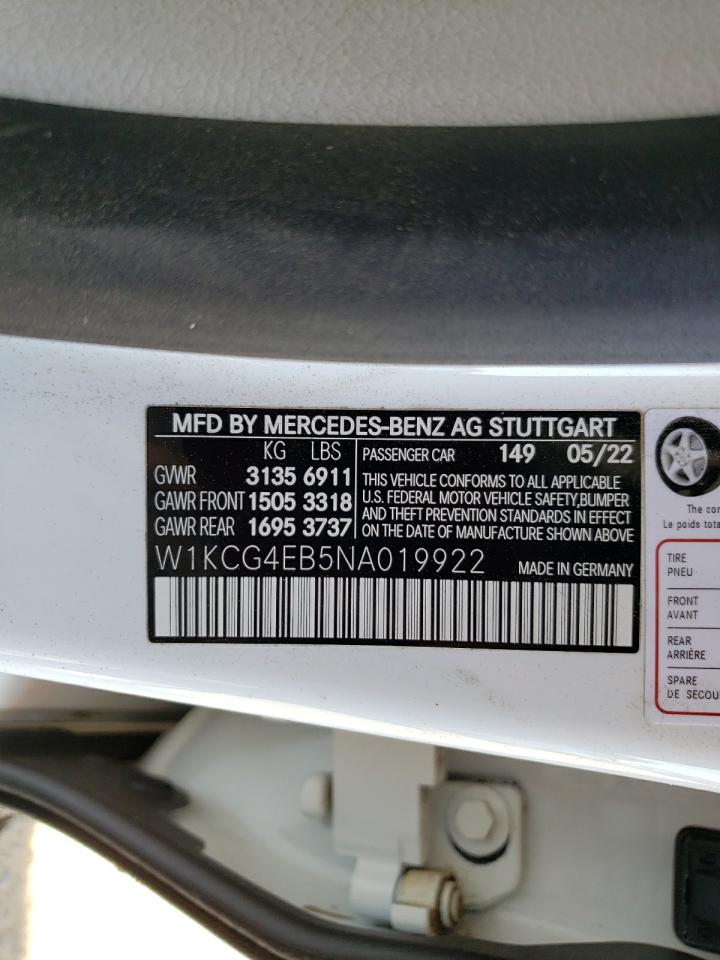 MFD BY MERCEDES-BENZ AG STUTTGART
KG LBS
GVWR 3135 6911
GAWR FRONT 1505 3318
GAWR REAR 1695 3737
PASSENGER CAR 149 05/22
THIS VEHICLE CONFORMS TO ALL APPLICABLE
U.S. FEDERAL MOTOR VEHICLE SAFETY,BUMPER
AND THEFT PREVENTION STANDARDS IN EFFECT
ON THE DATE OF MANUFACTURE SHOWN ABOVE
W1KCG4EB5NA019922 MADE IN GERMANY
The com
Le poids tota
TIRE
PNEU
FRONT
AVANT
REAR
ARRIÈRE
SPARE
DE SECOU